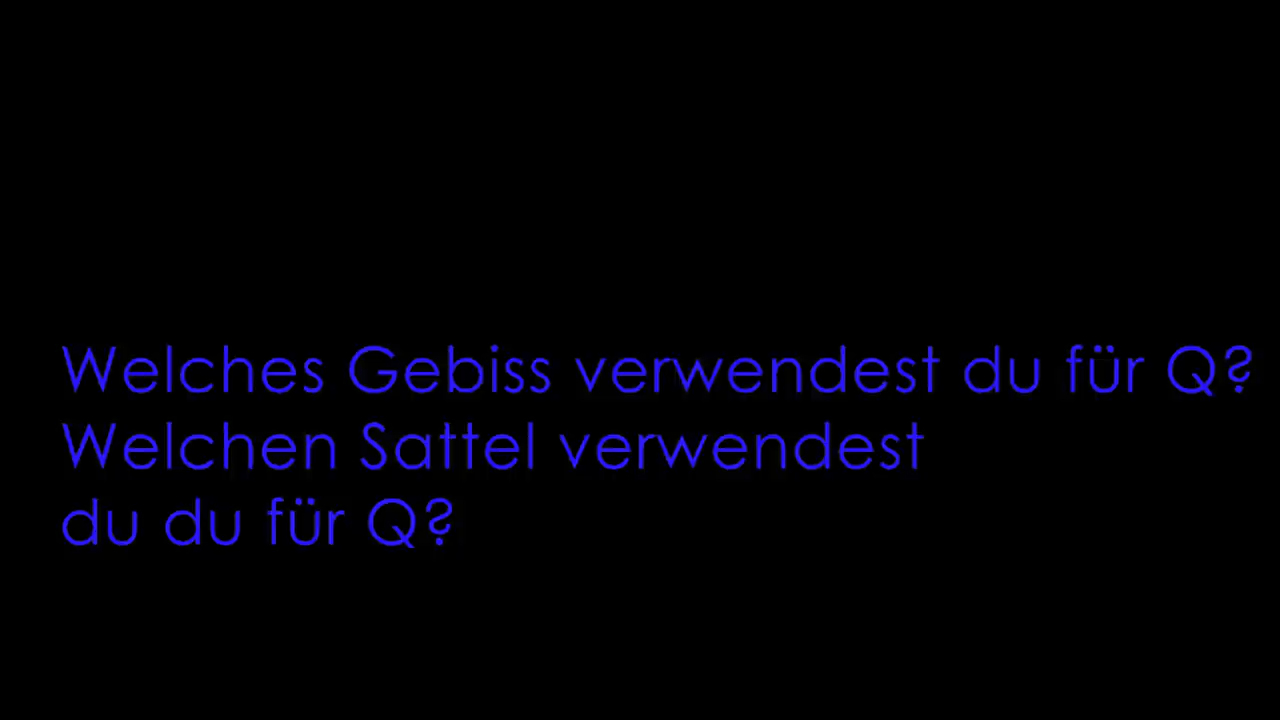 Welches Gebiss verwendest du für Q?
Welchen Sattel verwendest
du du für Q?